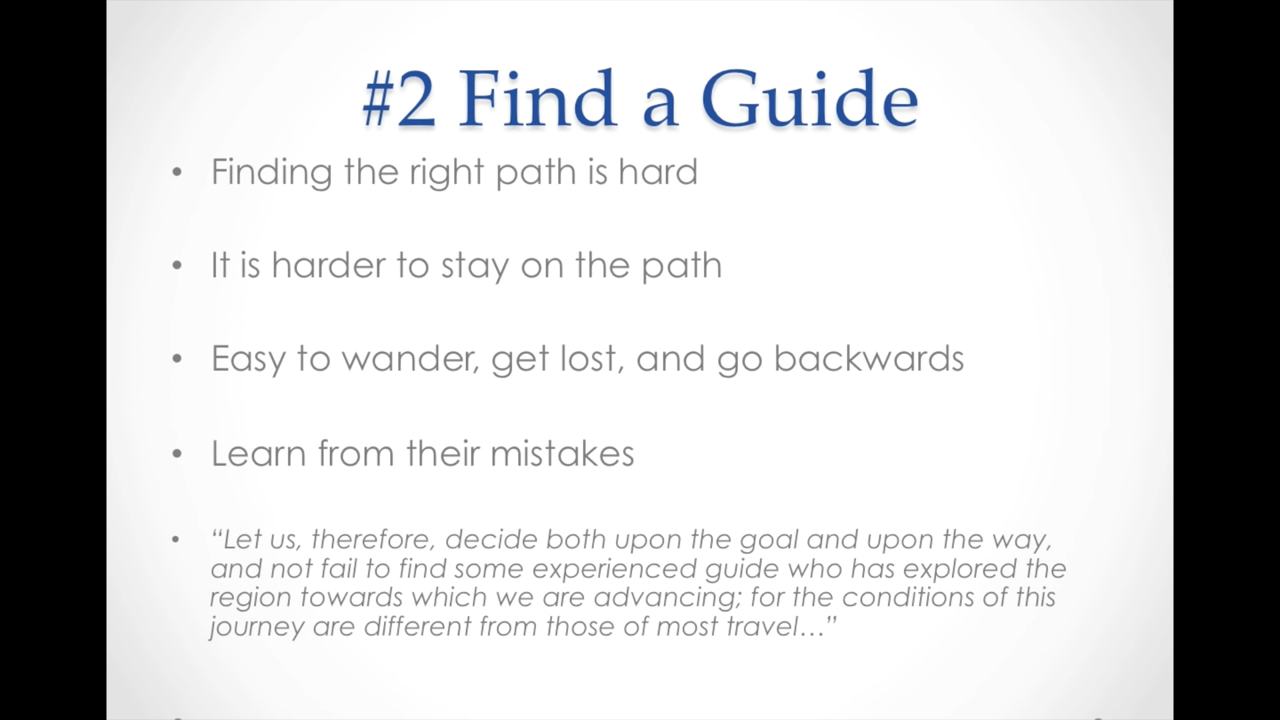 #2 Find a Guide
• Finding the right path is hard
• It is harder to stay on the path
• Easy to wander, get lost, and go backwards
• Learn from their mistakes
• “Let us, therefore, decide both upon the goal and upon the way,
and not fail to find some experienced guide who has explored the
region towards which we are advancing; for the conditions of this
journey are different from those of most travel…”